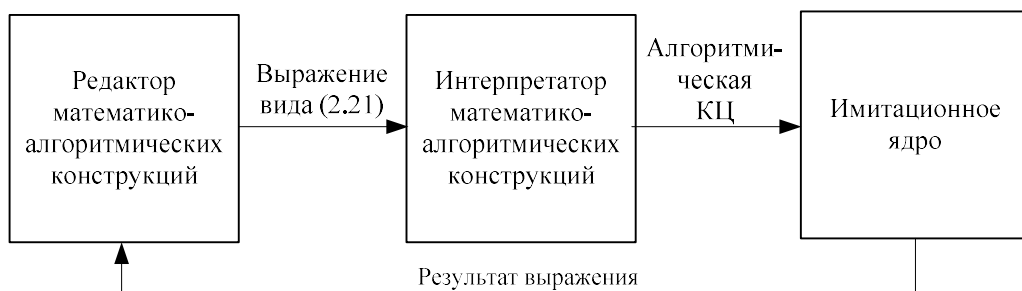 Редактор
математико-
алгоритмических
конструкций
Выражение
вида (2.21)
Интерпретатор
математико-
алгоритмических
конструкций
Алгоритми-
ческая
КЦ
Имитационное
ядро
Результат выражения